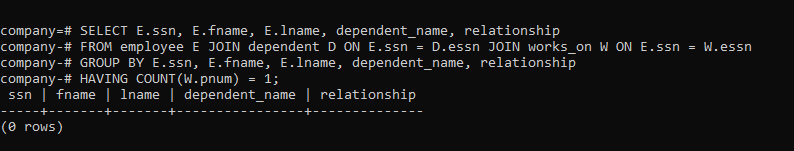 company=# SELECT E.ssn, E.fname, E.lname, dependent_name, relationship
company-# FROM employee E JOIN dependent D ON E.ssn = D.essn JOIN works_on W ON E.ssn = W.essn
company-# GROUP BY E.ssn, E.fname, E.lname, dependent_name, relationship
company-# HAVING COUNT(W.pnum) = 1;
 ssn | fname | lname | dependent_name | relationship
-----+-------+-------+----------------+--------------
(0 rows)